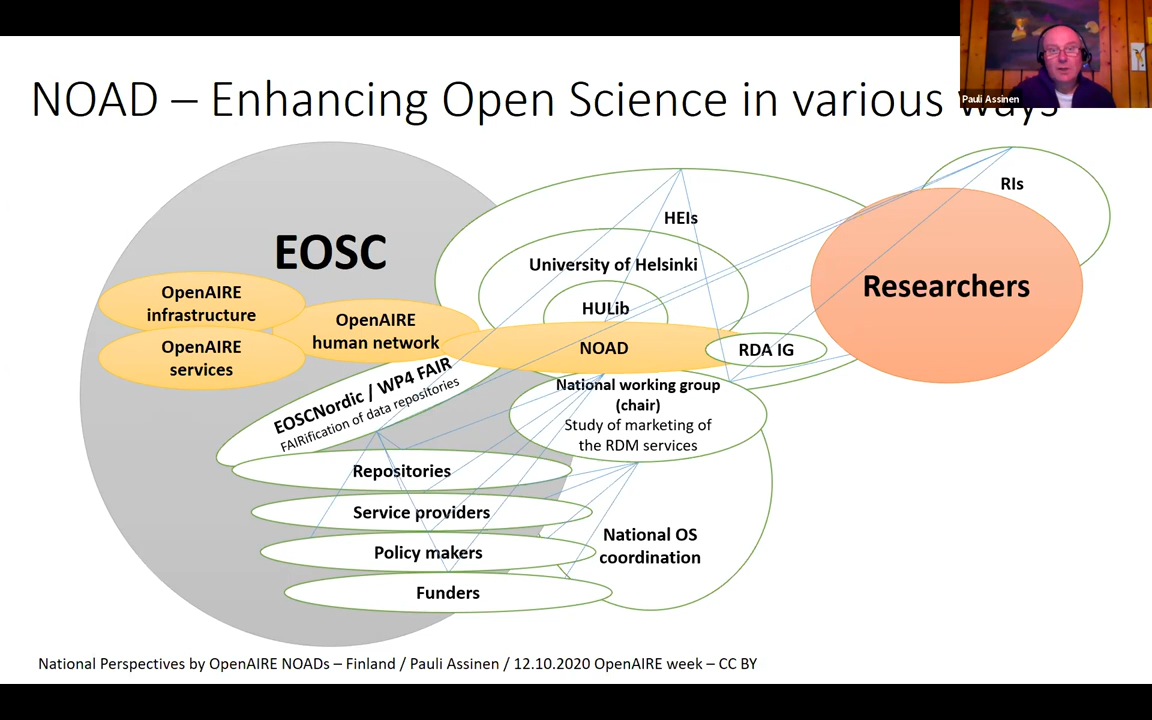 NOAD – Enhancing Open Science in various ways
Pauli Assinen
RIs
HEIs
EOSC
University of Helsinki
Researchers
OpenAIRE
infrastructure
HULib
OpenAIRE
human network
NOAD
RDA IG
OpenAIRE
services
EOSCNordic / WP4 FAIR
FAIRification of data repositories
National working group
(chair)
Study of marketing of
the RDM services
Repositories
Service providers
National OS
coordination
Policy makers
Funders
National Perspectives by OpenAIRE NOADs – Finland / Pauli Assinen / 12.10.2020 OpenAIRE week – CC BY